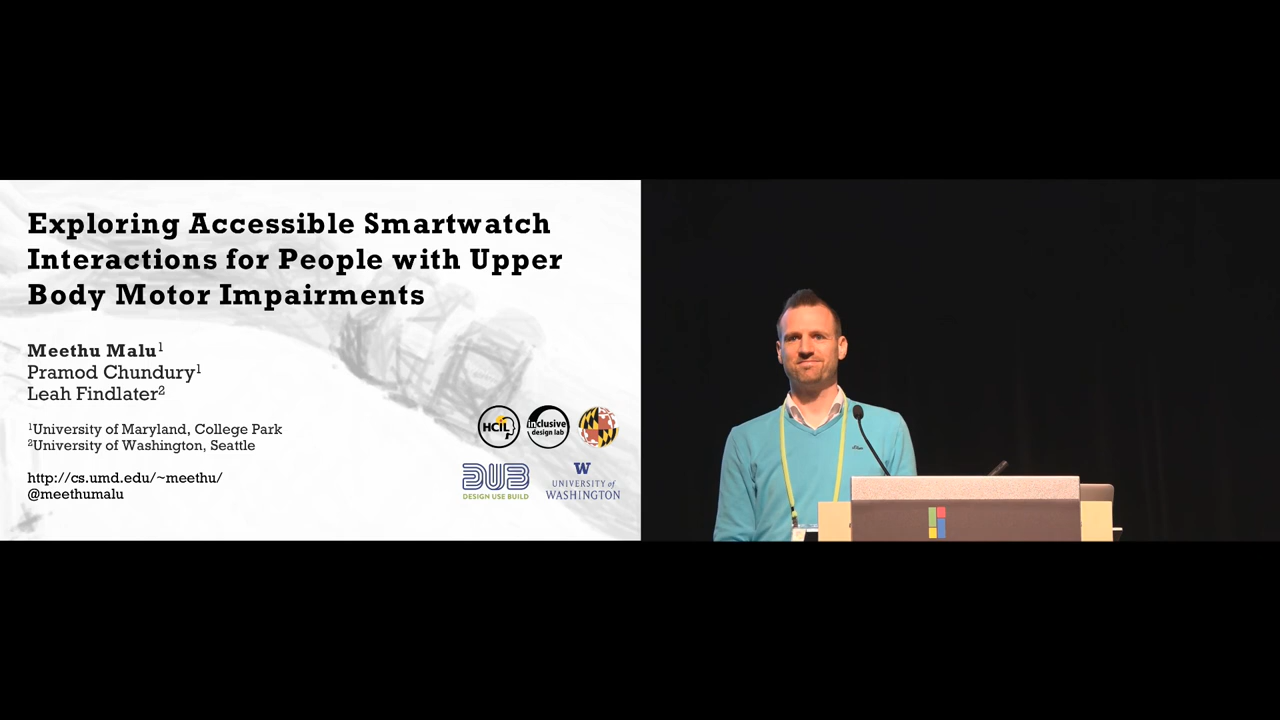 Exploring Accessible Smartwatch
Interactions for People with Upper
Body Motor Impairments
Meethu Malu¹
Pramod Chundury¹
Leah Findlater²
¹University of Maryland, College Park
²University of Washington, Seattle
http://cs.umd.edu/~meethu/
@meethumalu
HCIL
inclusive
design lab
DUB
DESIGN USE BUILD
W
UNIVERSITY of
WASHINGTON